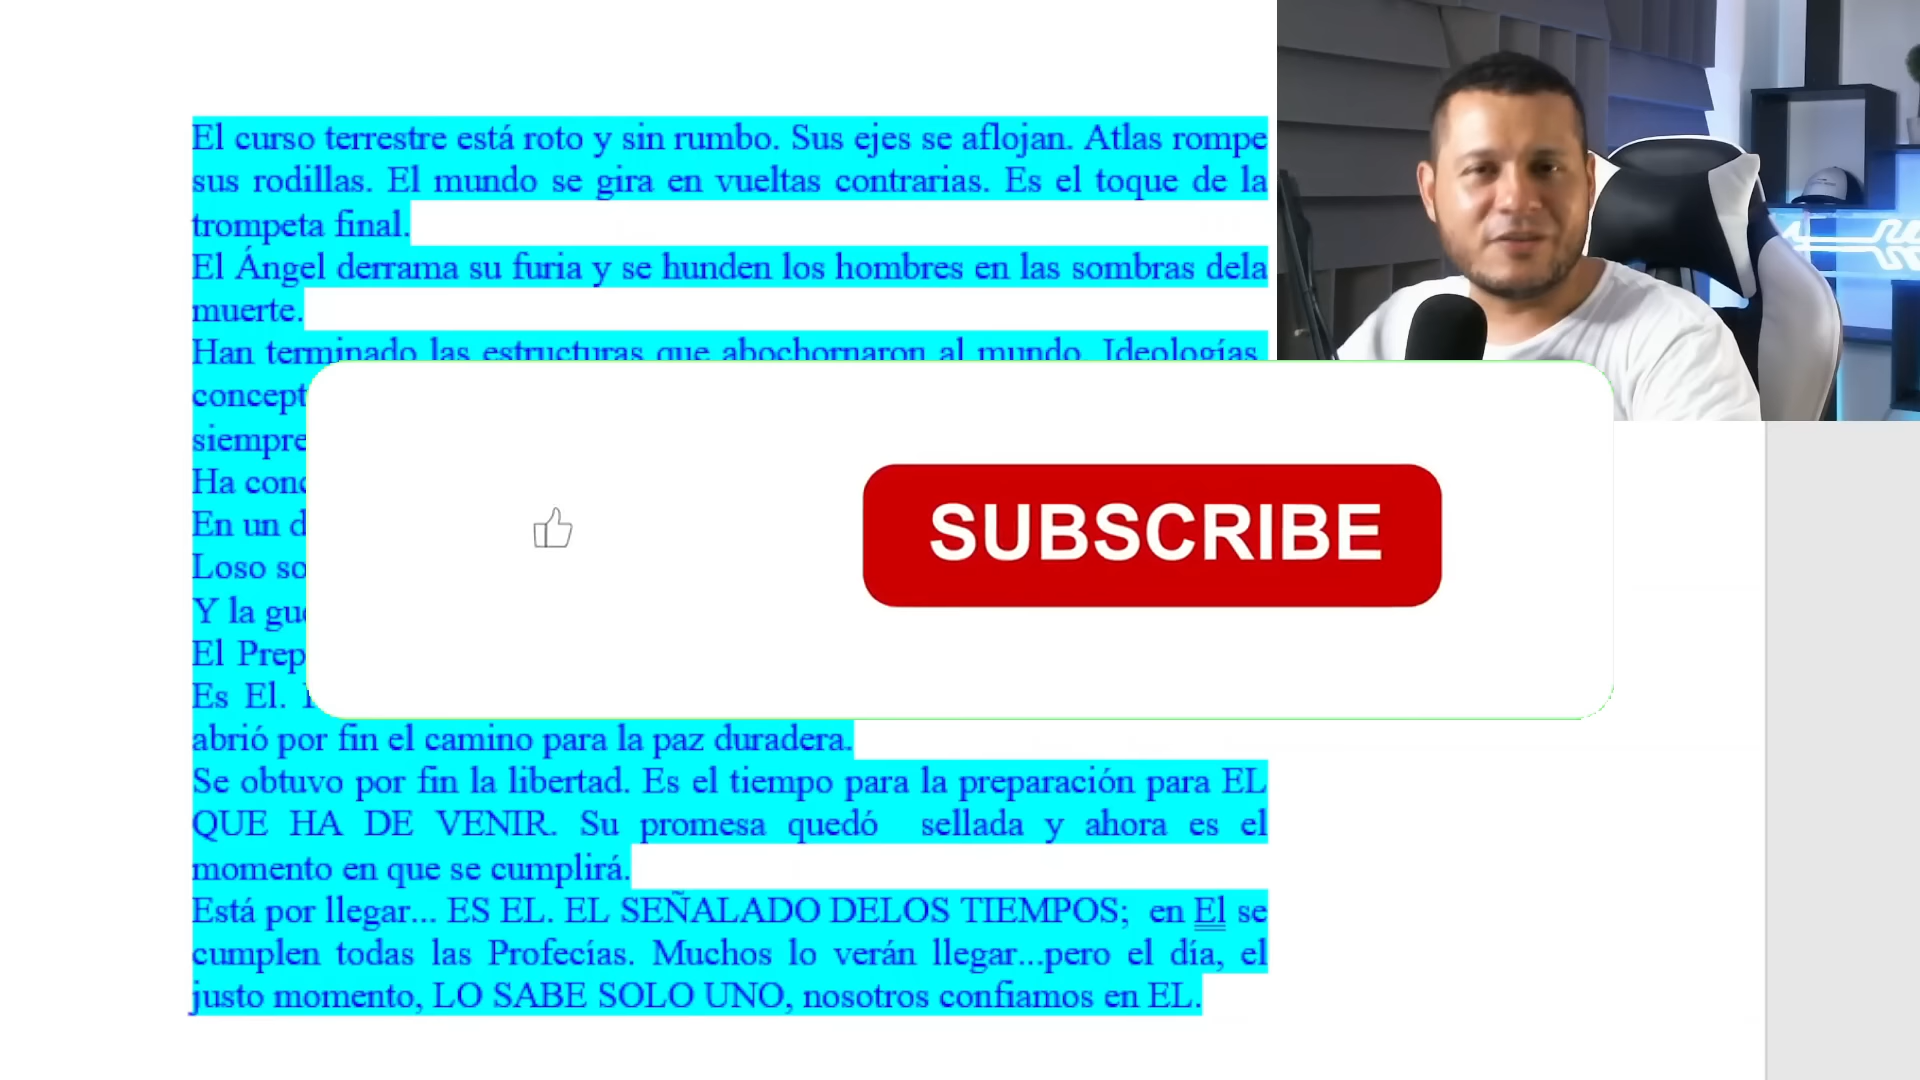 El curso terrestre está roto y sin rumbo. Sus ejes se aflojan. Atlas rompe
sus rodillas. El mundo se gira en vueltas contrarias. Es el toque de la
trompeta final.
El Ángel derrama su furia y se hunden los hombres en las sombras dela
muerte.
Han terminado las estructuras que abochornaron al mundo. Ideologías,
concept
siempre
Ha conc
En un d
Loso so
Y la gue
El Prep
Es El.
abrió por fin el camino para la paz duradera.
Se obtuvo por fin la libertad. Es el tiempo para la preparación para EL
QUE HA DE VENIR. Su promesa quedó sellada y ahora es el
momento en que se cumplirá.
Está por llegar... ES EL. EL SEÑALADO DELOS TIEMPOS; en El se
cumplen todas las Profecías. Muchos lo verán llegar...pero el día, el
justo momento, LO SABE SOLO UNO, nosotros confiamos en EL.
SUBSCRIBE